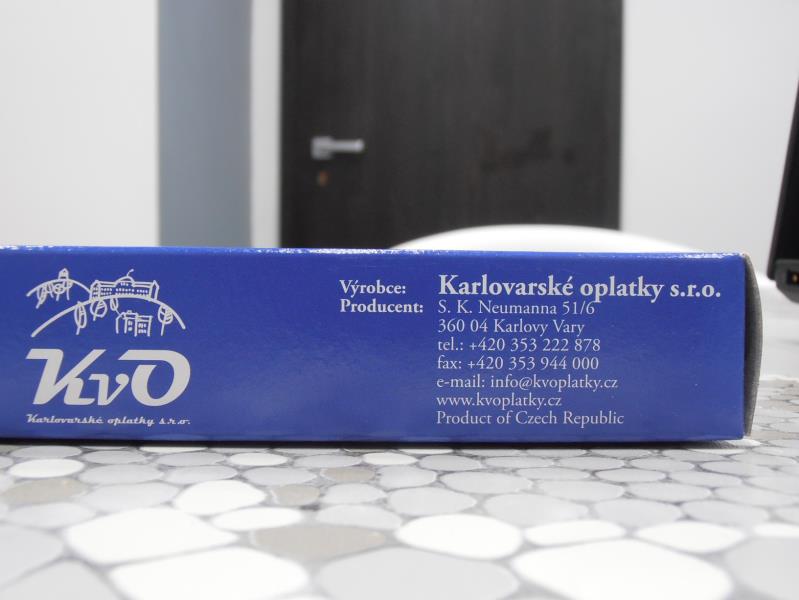 KvO
Karlovarské oplatky s.r.o.
Výrobce: Karlovarské oplatky s.r.o.
Producent: S. K. Neumanna 51/6
360 04 Karlovy Vary
tel.: +420 353 222 878
fax: +420 353 944 000
e-mail: info@kvoplatky.cz
www.kvoplatky.cz
Product of Czech Republic